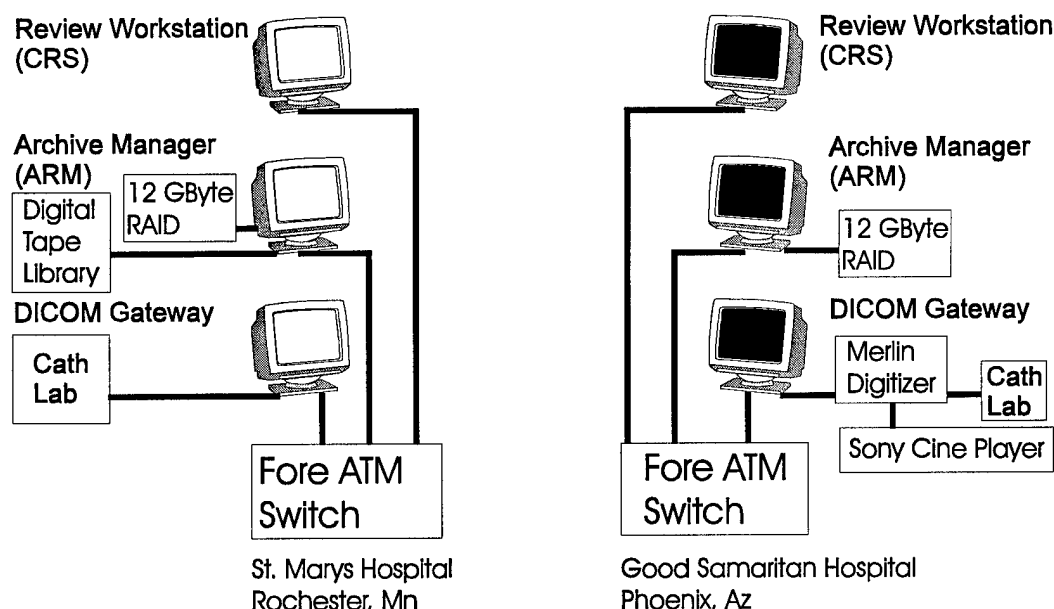 Review Workstation
(CRS)
Archive Manager
(ARM)
12 GByte
RAID
Digital
Tape
Library
DICOM Gateway
Cath
Lab
Fore ATM
Switch
St. Marys Hospital
Rochester, Mn
Review Workstation
(CRS)
Archive Manager
(ARM)
12 GByte
RAID
DICOM Gateway
Merlin
Digitizer
Cath
Lab
Sony Cine Player
Fore ATM
Switch
Good Samaritan Hospital
Phoenix, Az